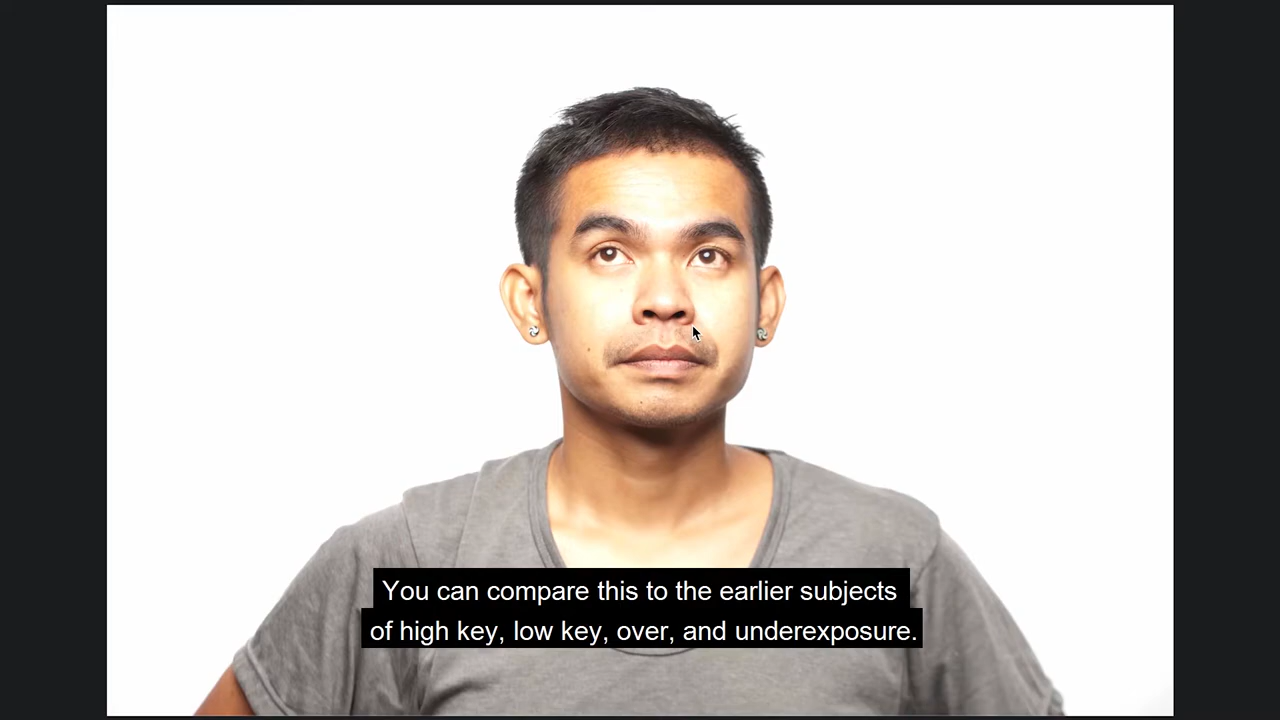 You can compare this to the earlier subjects
of high key, low key, over, and underexposure.